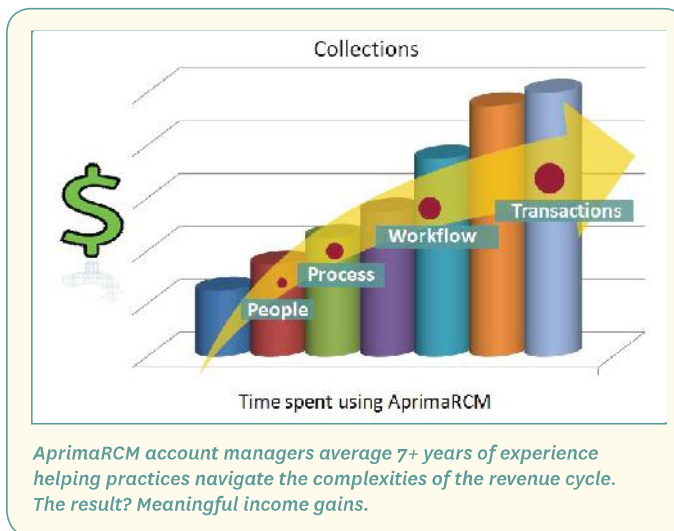 Collections
$
Transactions
Workflow
Process
People
Time spent using AprimaRCM
AprimaRCM account managers average 7+ years of experience
helping practices navigate the complexities of the revenue cycle.
The result? Meaningful income gains.